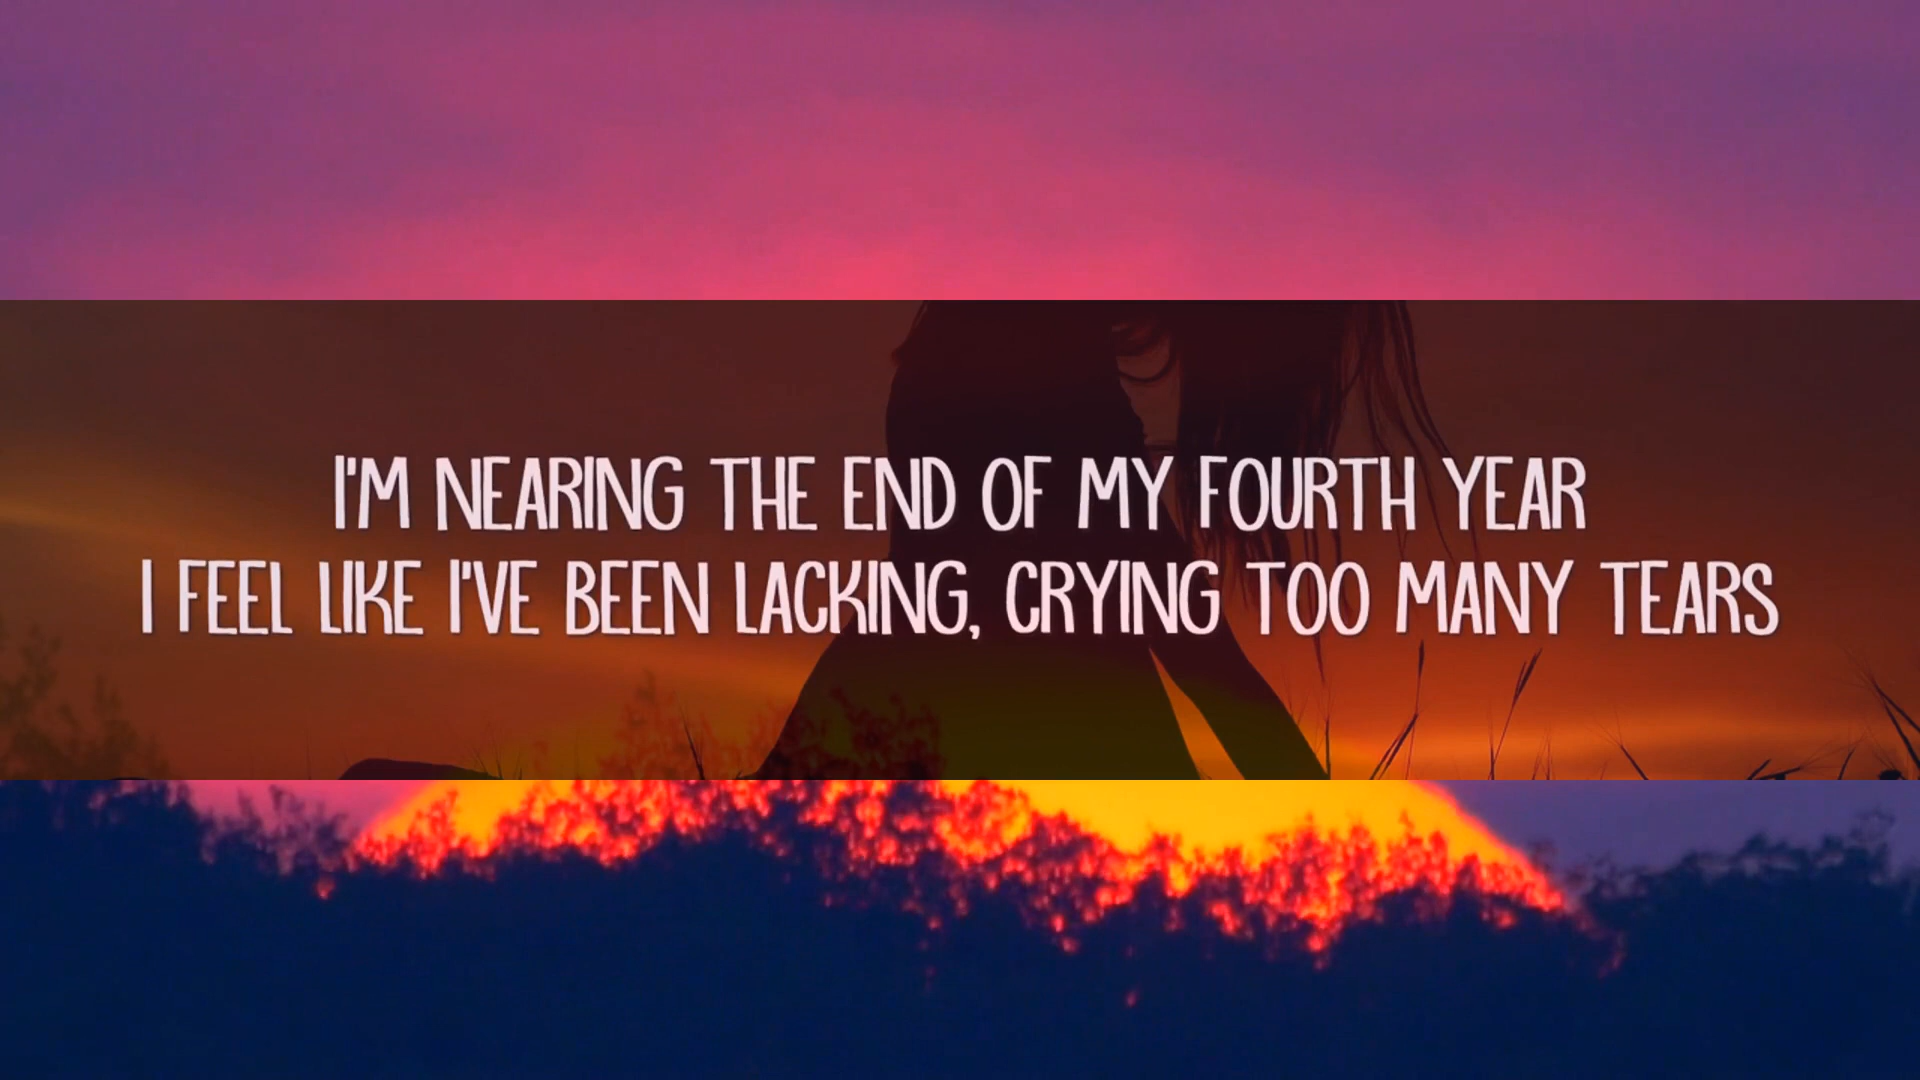 I'M NEARING THE END OF MY FOURTH YEAR
I FEEL LIKE I'VE BEEN LACKING, CRYING TOO MANY TEARS